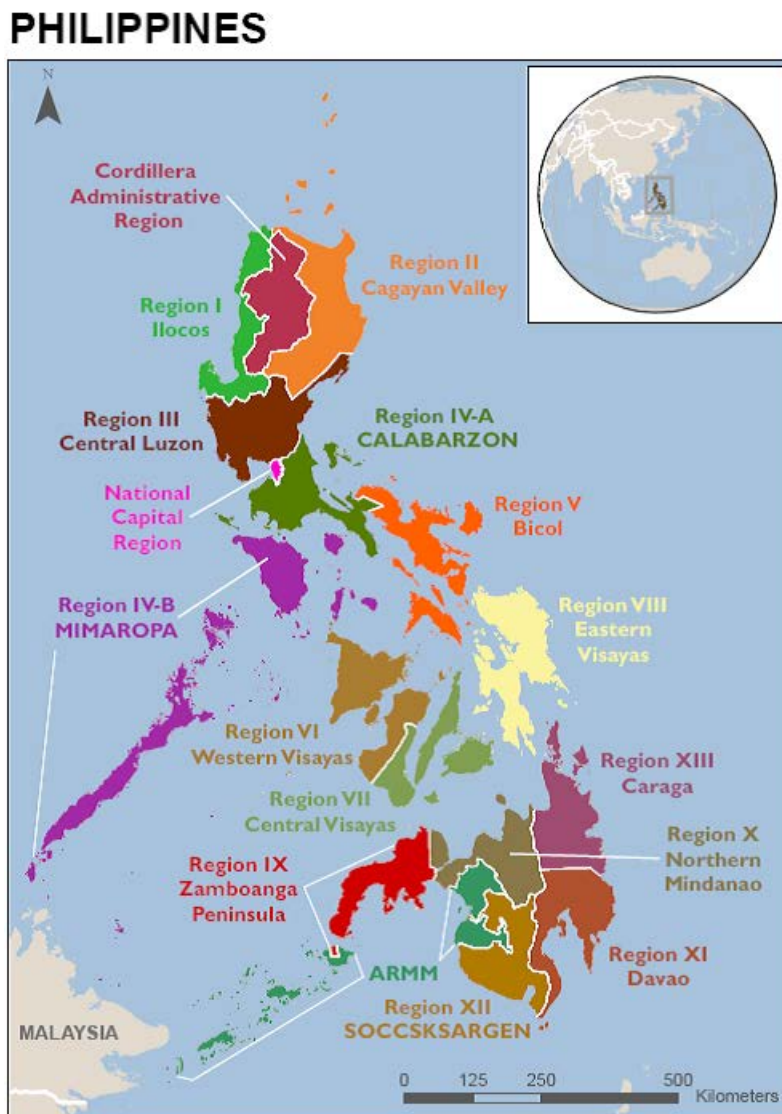 PHILIPPINES
N
Cordillera
Administrative
Region
Region II
Cagayan Valley
Region I
Ilocos
Region III
Central Luzon
Region IV-A
CALABARZON
National
Capital
Region
Region V
Bicol
Region IV-B
MIMAROPA
Region VIII
Eastern
Visayas
Region VI
Western Visayas
Region VII
Central Visayas
Region XIII
Caraga
Region X
Northern
Mindanao
Region IX
Zamboanga
Peninsula
ARMM
Region XI
Davao
Region XII
SOCCSKSARGEN
MALAYSIA
0 125 250 500
Kilometers